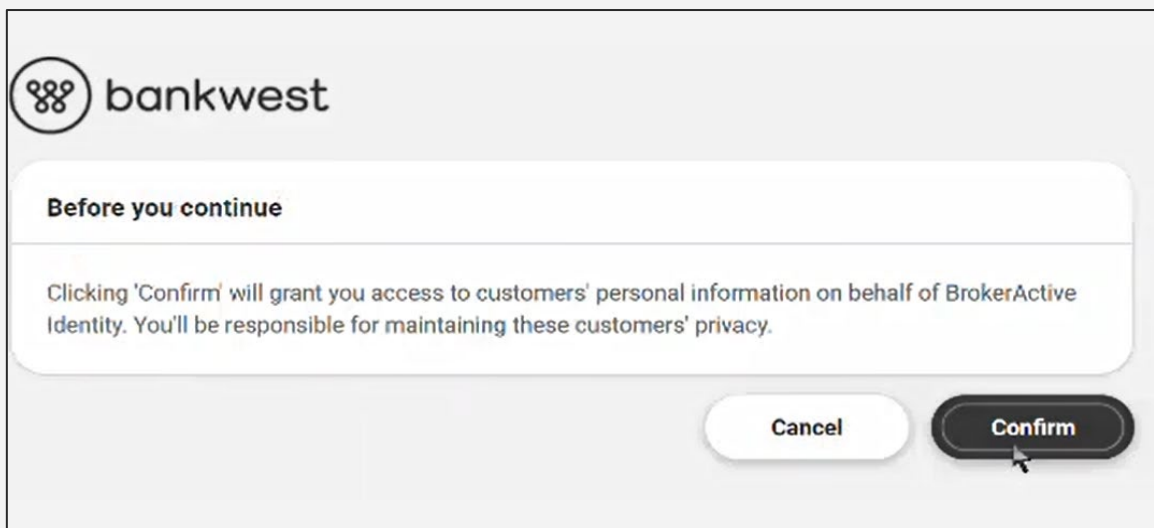 bankwest
Before you continue
Clicking 'Confirm' will grant you access to customers' personal information on behalf of BrokerActive
Identity. You'll be responsible for maintaining these customers' privacy.
Cancel Confirm